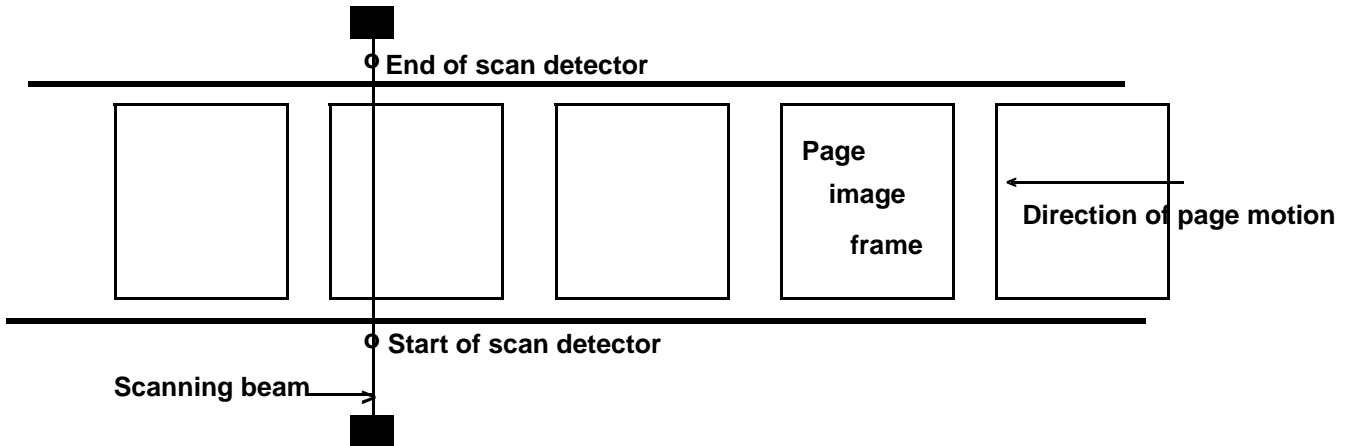 End of scan detector
Page
image
frame
Direction of page motion
Start of scan detector
Scanning beam